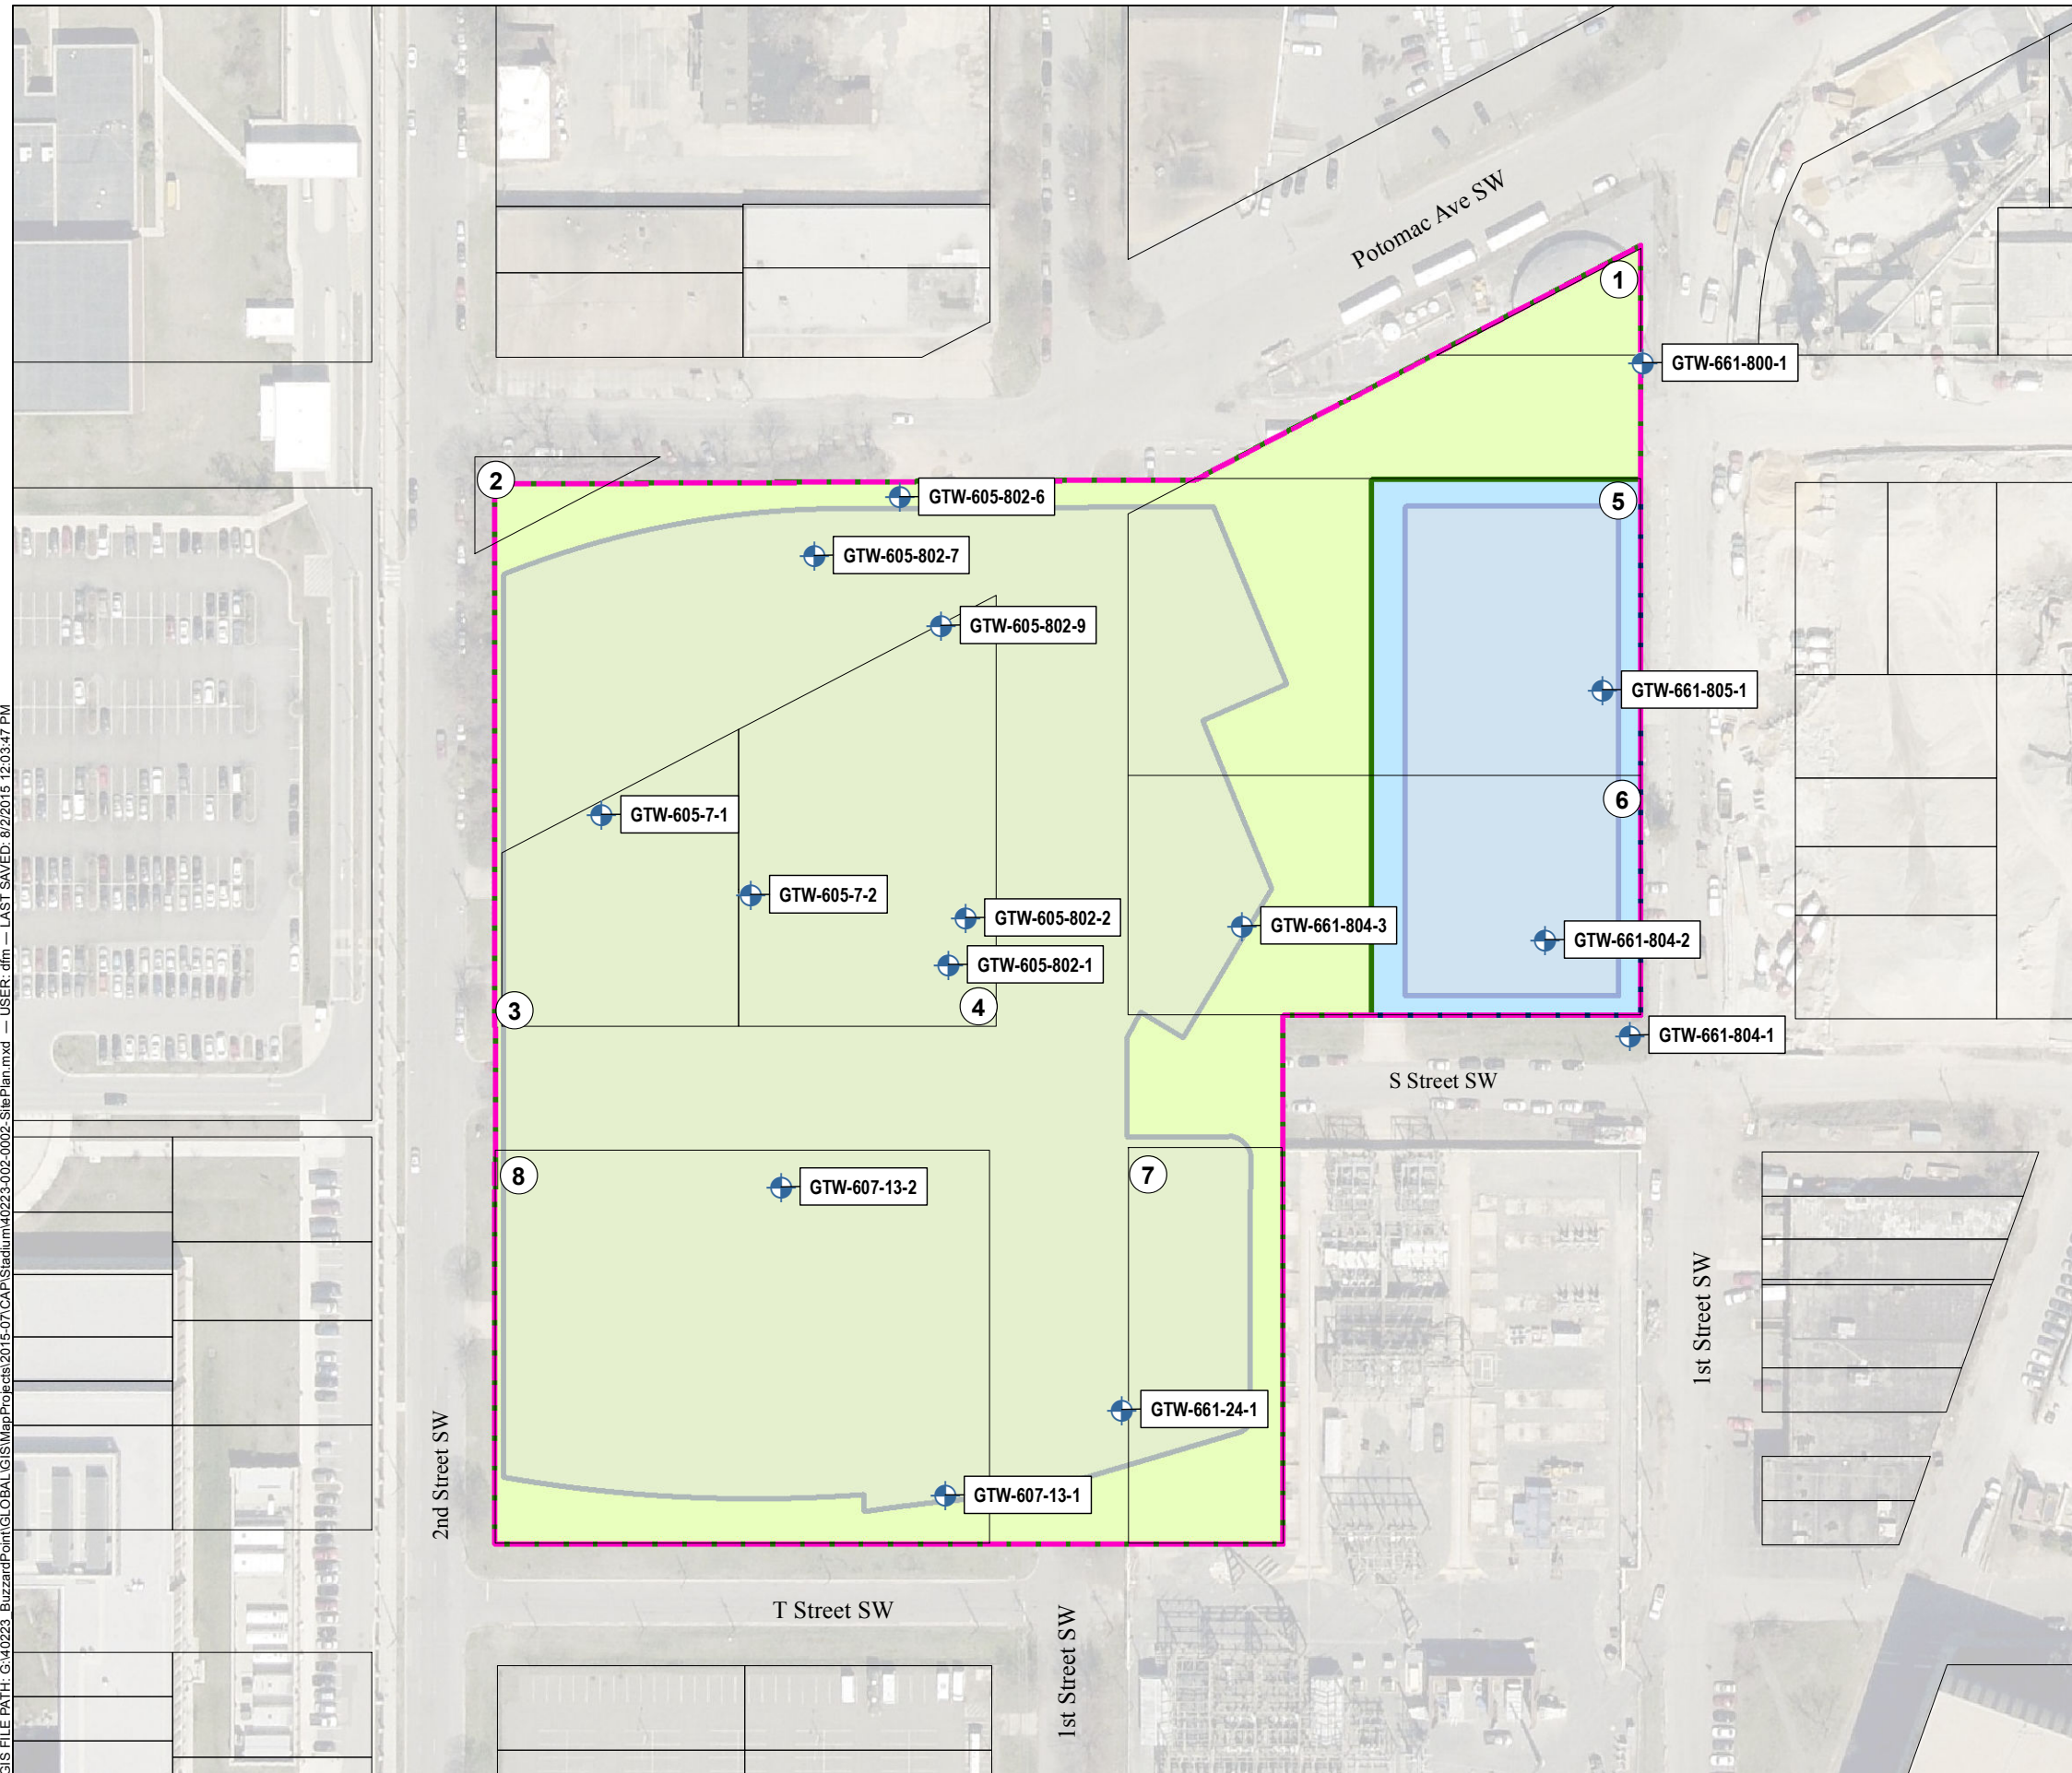 Potomac Ave SW
1
GTW-661-800-1
2
GTW-605-802-6
5
GTW-605-802-7
GTW-605-802-9
GTW-661-805-1
6
GTW-605-7-1
GTW-605-7-2
GTW-605-802-2
GTW-661-804-3
GTW-661-804-2
GTW-605-802-1
3
4
GTW-661-804-1
S Street SW
8
GTW-607-13-2
7
1st Street SW
GTW-661-24-1
2nd Street SW
GTW-607-13-1
T Street SW
1st Street SW
GIS FILE PATH: G:\40223_BuzzardPoint\GLOBAL\GIS\MapProjects\2015-07\CAP\Stadium\40223-002-0002-SitePlan.mxd — USER: dfm — LAST SAVED: 8/2/2015 12:03:47 PM